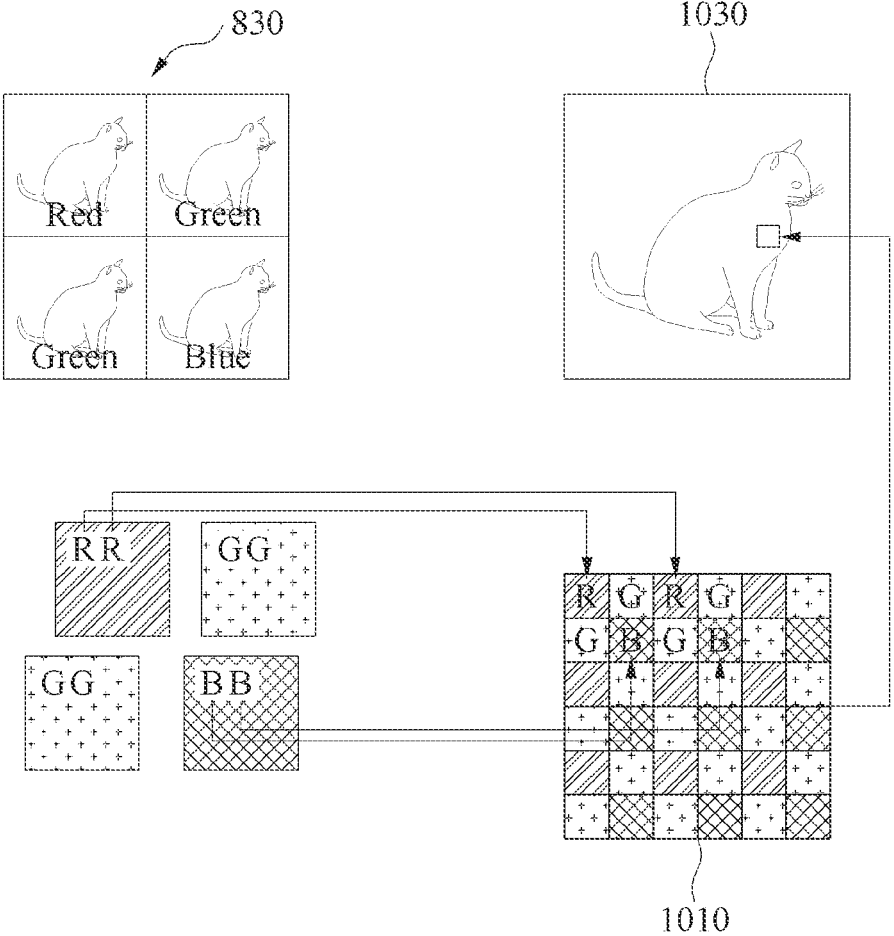 830
1030
Red Green
Green Blue
RR GG
R G R G
G B G B
GG BB
1010